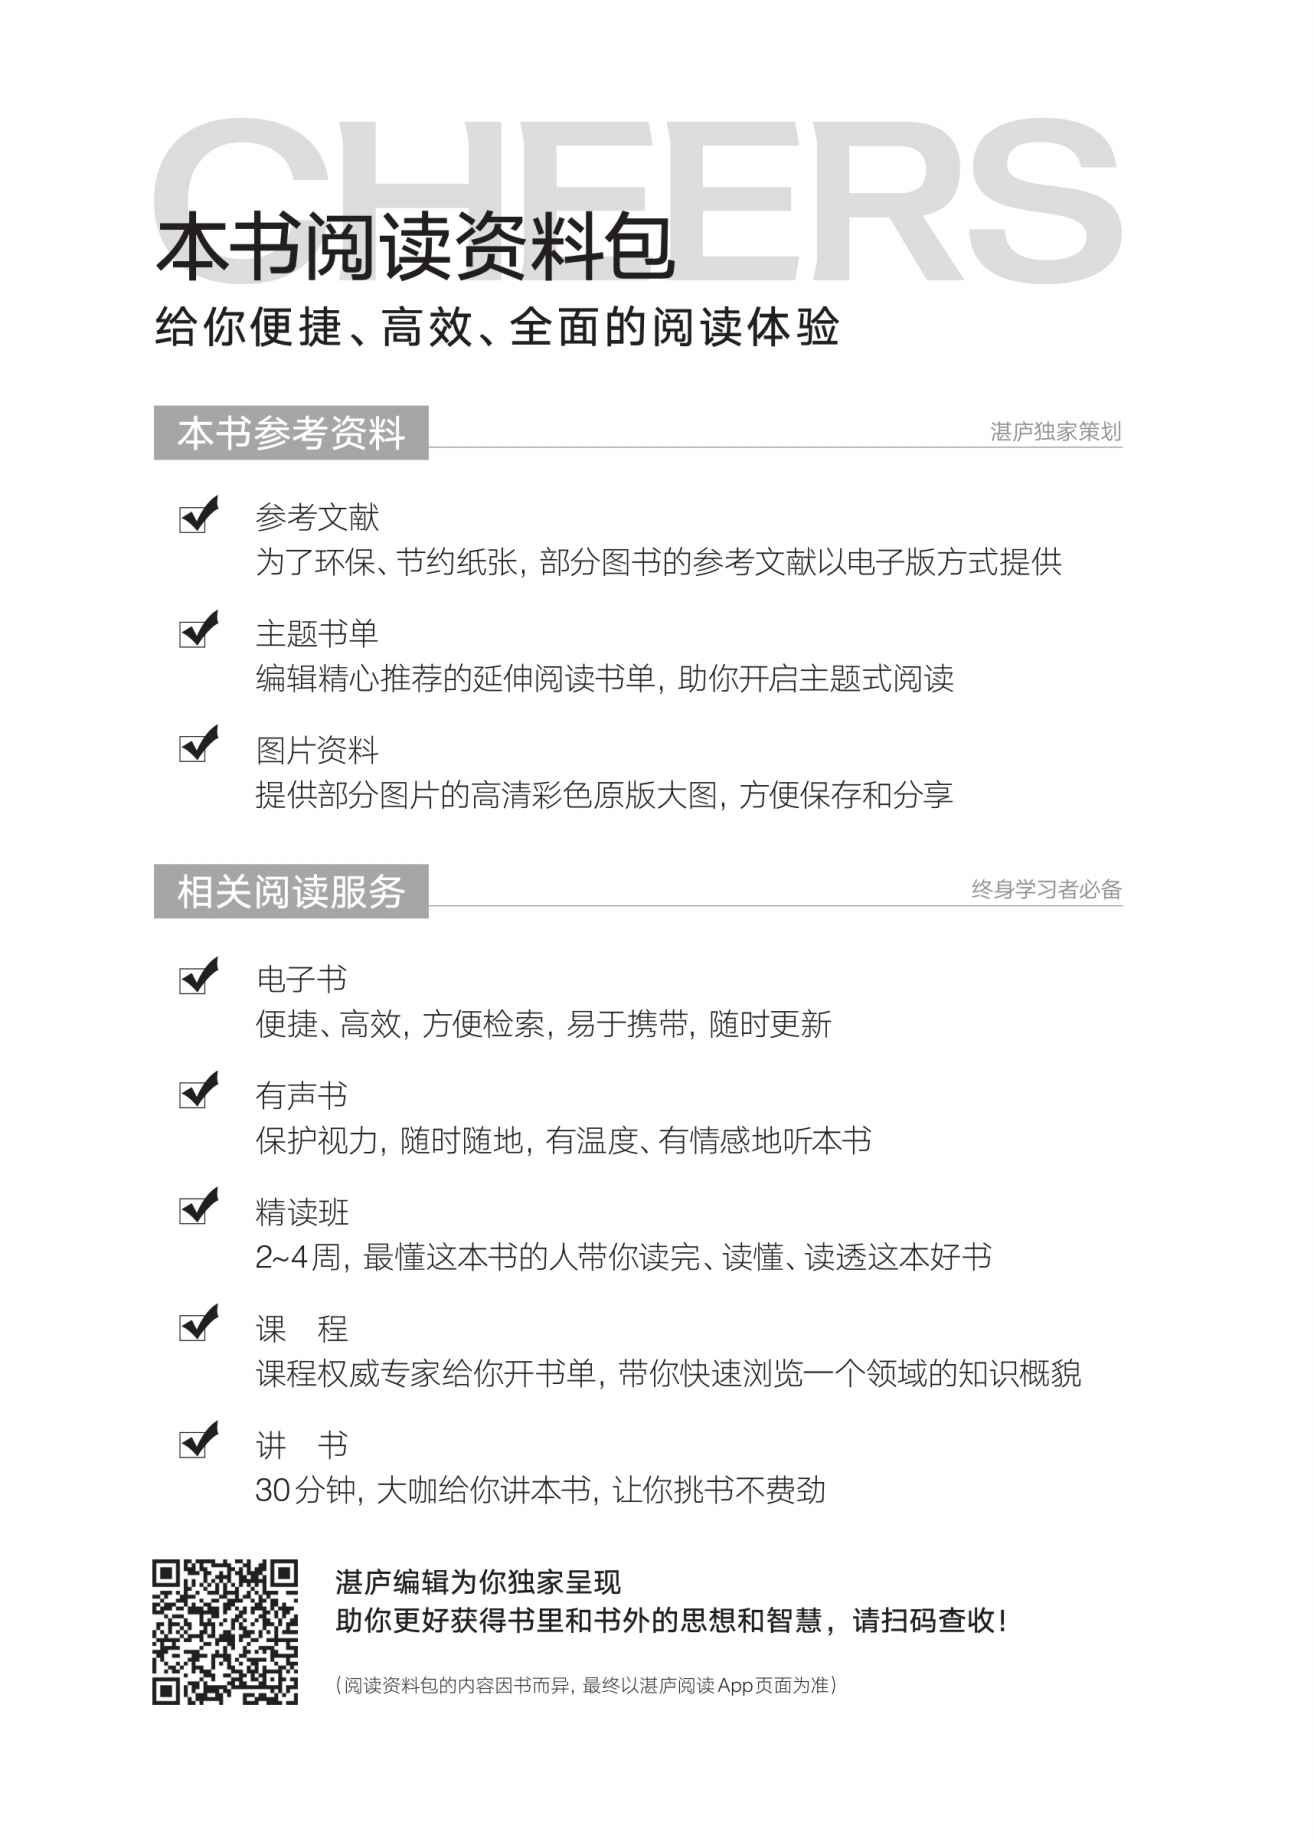 CHEERS
本书阅读资料包
给你便捷、高效、全面的阅读体验
本书参考资料
湛庐独家策划
参考文献
为了环保、节约纸张, 部分图书的参考文献以电子版方式提供
主题书单
编辑精心推荐的延伸阅读书单, 助你开启主题式阅读
图片资料
提供部分图片的高清彩色原版大图, 方便保存和分享
相关阅读服务
终身学习者必备
电子书
便捷、高效, 方便检索, 易于携带, 随时更新
有声书
保护视力, 随时随地, 有温度、有情感地听本书
精读班
2~4周, 最懂这本书的人带你读完、读懂、读透这本好书
课　程
课程权威专家给你开书单, 带你快速浏览一个领域的知识概貌
讲　书
30分钟, 大咖给你讲本书, 让你挑书不费劲
湛庐编辑为你独家呈现
助你更好获得书里和书外的思想和智慧，请扫码查收！
（阅读资料包的内容因书而异, 最终以湛庐阅读App页面为准）